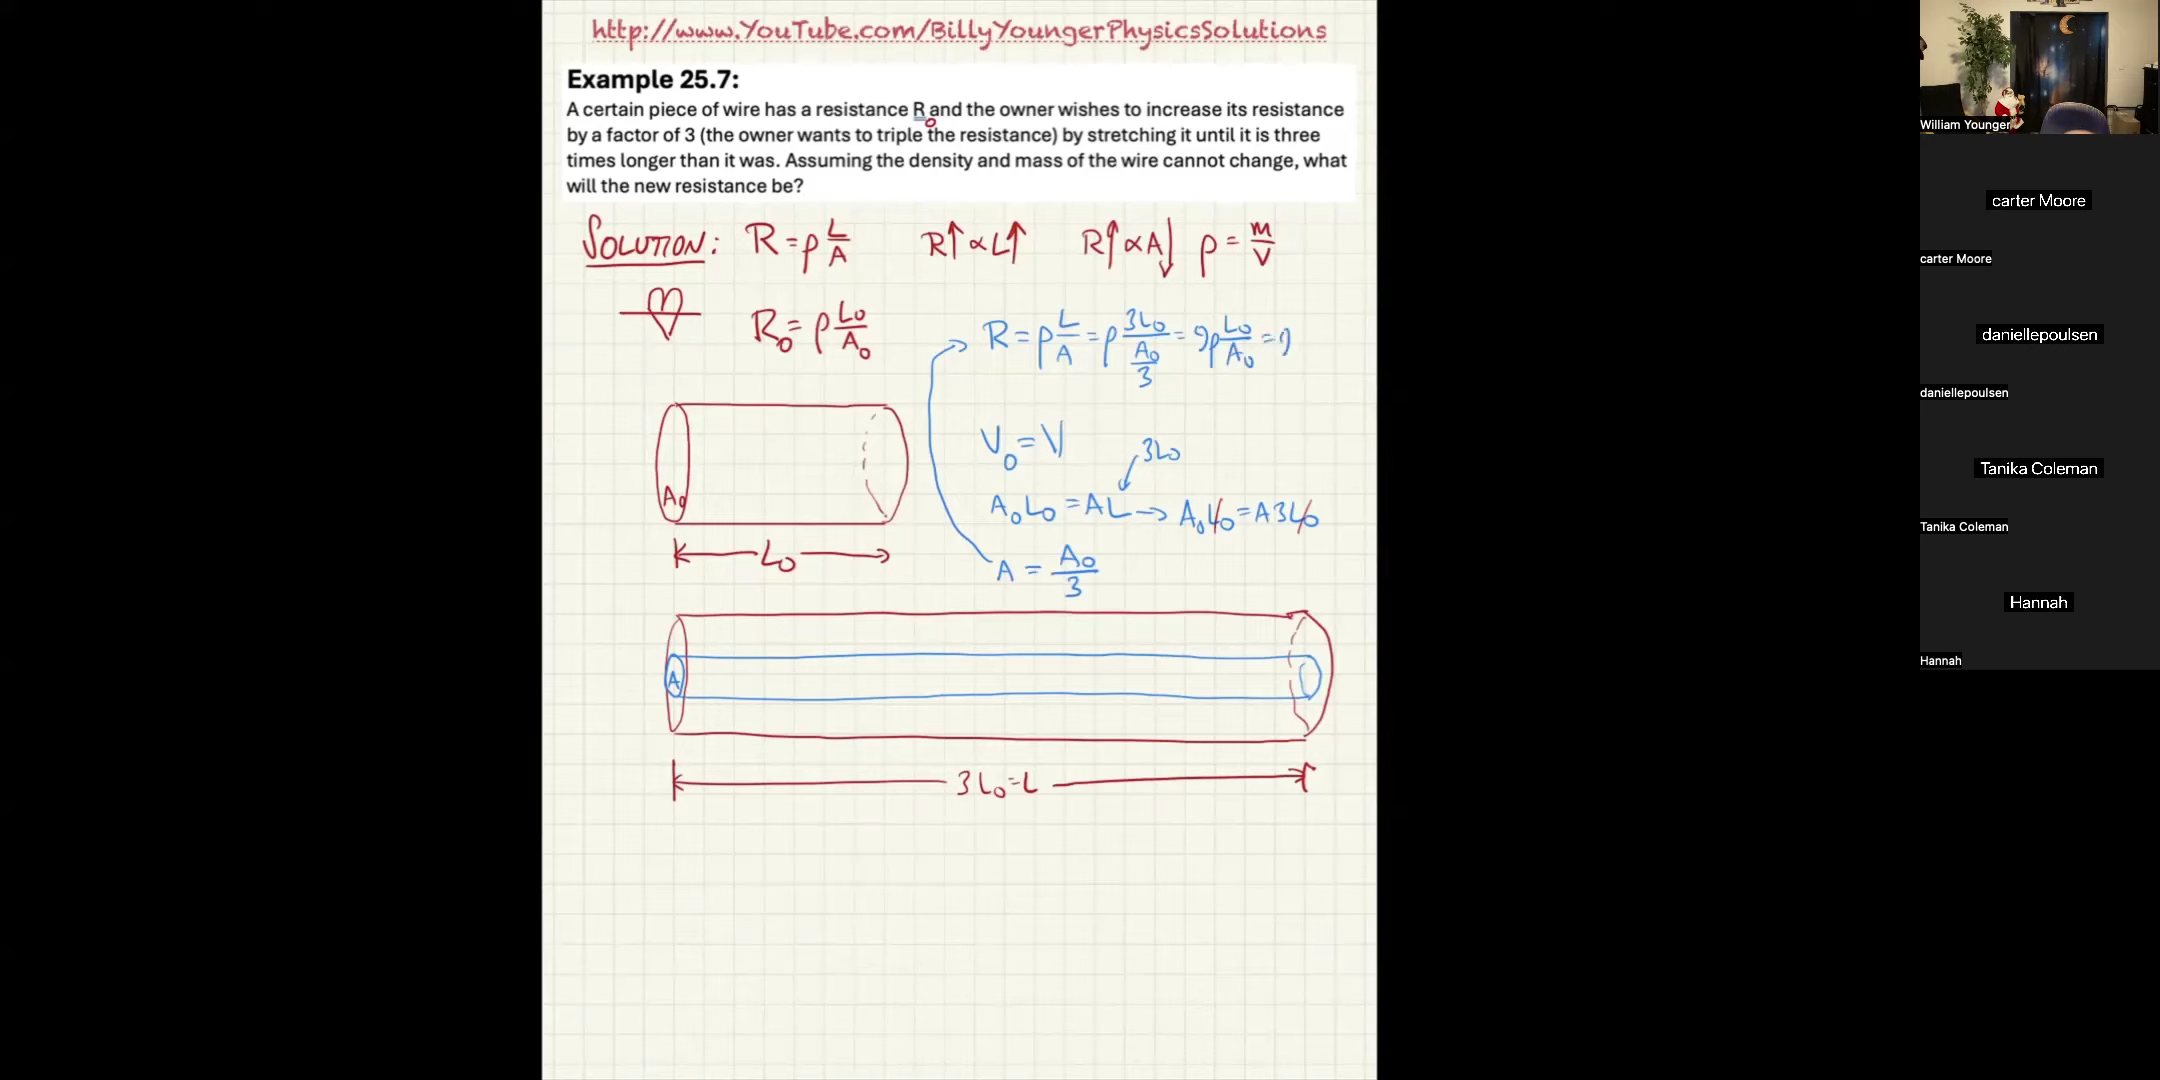 http://www.YouTube.com/BillyYoungerPhysicsSolutions
Example 25.7:
A certain piece of wire has a resistance R₀ and the owner wishes to increase its resistance
by a factor of 3 (the owner wants to triple the resistance) by stretching it until it is three
times longer than it was. Assuming the density and mass of the wire cannot change, what
will the new resistance be?
SOLUTION: R = ρ L/A R↑ ∝ L↑ R↑ ∝ A↓ ρ = m/V
R₀ = ρ L₀/A₀
R = ρ L/A = ρ 3L₀/(A₀/3) = 9ρ L₀/A₀ = 9
V₀ = V
3L₀
A₀L₀ = AL → A₀L₀ = A3L₀
A = A₀/3
A₀
L₀
A
3L₀ = L
William Younger
carter Moore
carter Moore
daniellepoulsen
daniellepoulsen
Tanika Coleman
Tanika Coleman
Hannah
Hannah